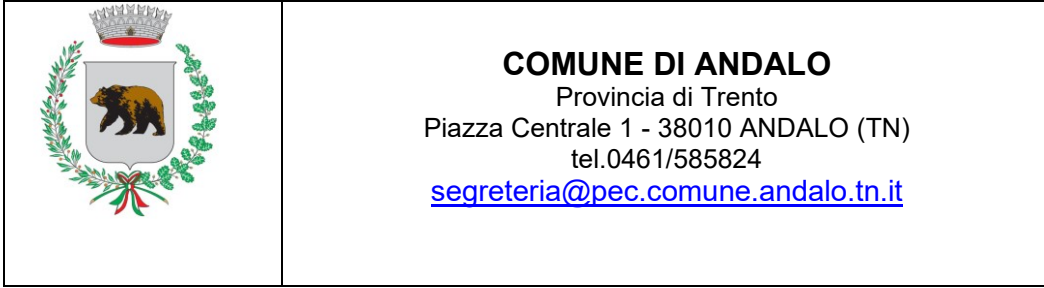 COMUNE DI ANDALO
Provincia di Trento
Piazza Centrale 1 - 38010 ANDALO (TN)
tel.0461/585824
segreteria@pec.comune.andalo.tn.it